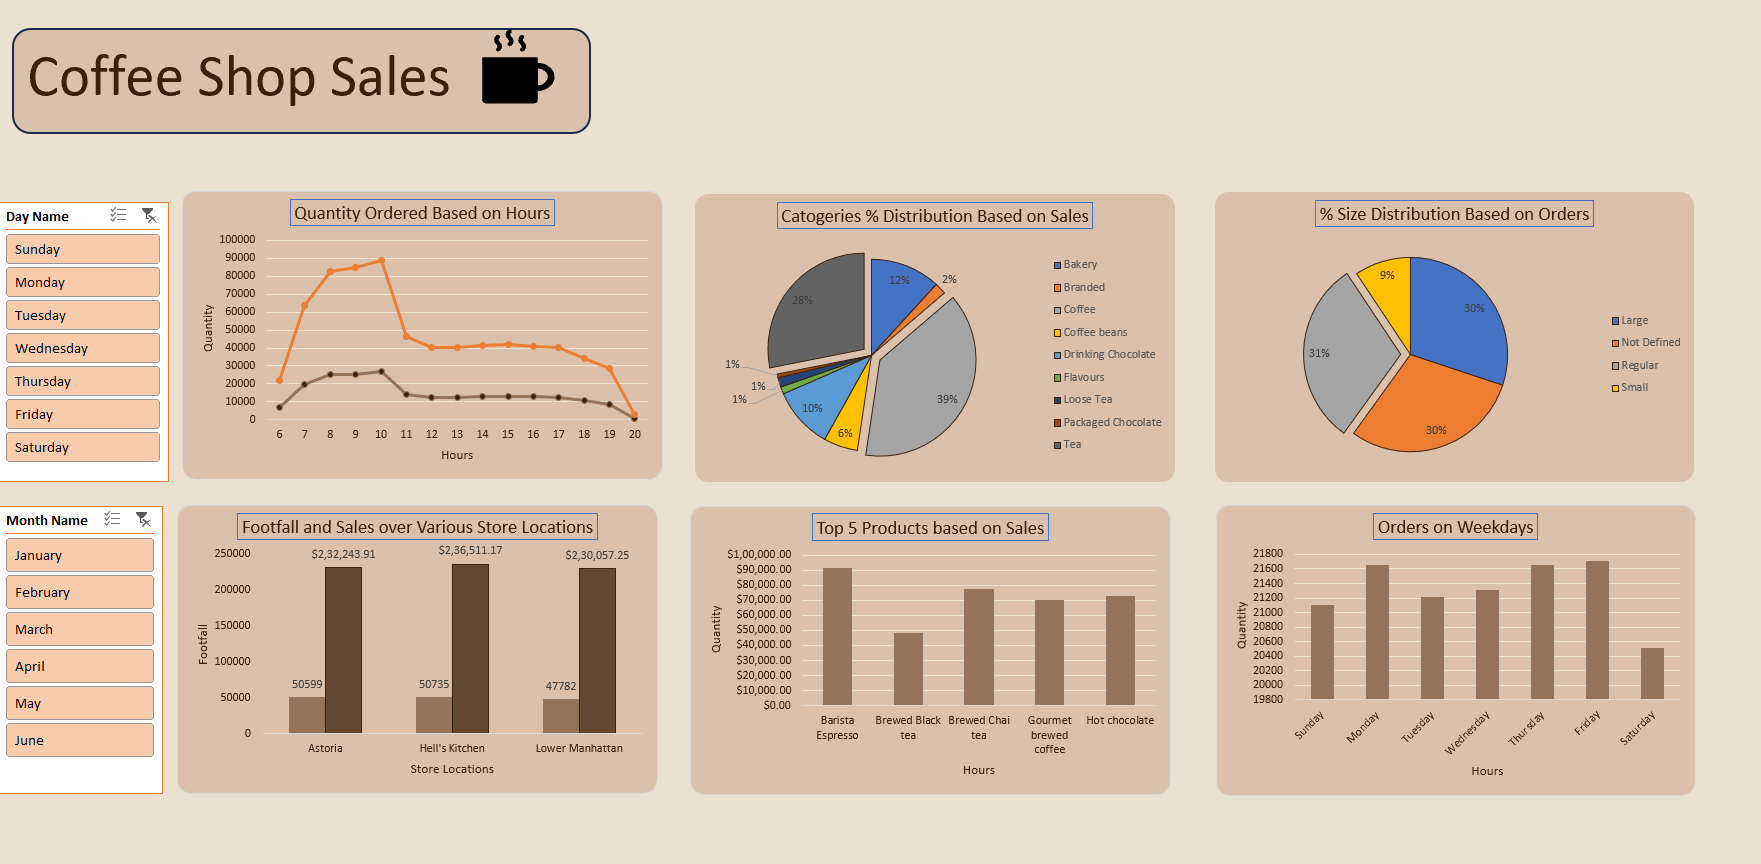 Coffee Shop Sales
Day Name
Sunday
Monday
Tuesday
Wednesday
Thursday
Friday
Saturday
Quantity Ordered Based on Hours
Quantity
100000
90000
80000
70000
60000
50000
40000
30000
20000
10000
0
6 7 8 9 10 11 12 13 14 15 16 17 18 19 20
Hours
Catogeries % Distribution Based on Sales
12%
2%
39%
6%
10%
1%
1%
1%
28%
Bakery
Branded
Coffee
Coffee beans
Drinking Chocolate
Flavours
Loose Tea
Packaged Chocolate
Tea
% Size Distribution Based on Orders
30%
30%
31%
9%
Large
Not Defined
Regular
Small
Month Name
January
February
March
April
May
June
Footfall and Sales over Various Store Locations
Footfall
250000
200000
150000
100000
50000
0
$2,32,243.91
$2,36,511.17
$2,30,057.25
50599
50735
47782
Astoria
Hell's Kitchen
Lower Manhattan
Store Locations
Top 5 Products based on Sales
Quantity
$1,00,000.00
$90,000.00
$80,000.00
$70,000.00
$60,000.00
$50,000.00
$40,000.00
$30,000.00
$20,000.00
$10,000.00
$0.00
Barista
Espresso
Brewed Black
tea
Brewed Chai
tea
Gourmet
brewed
coffee
Hot chocolate
Hours
Orders on Weekdays
Quantity
21800
21600
21400
21200
21000
20800
20600
20400
20200
20000
19800
Sunday
Monday
Tuesday
Wednesday
Thursday
Friday
Saturday
Hours